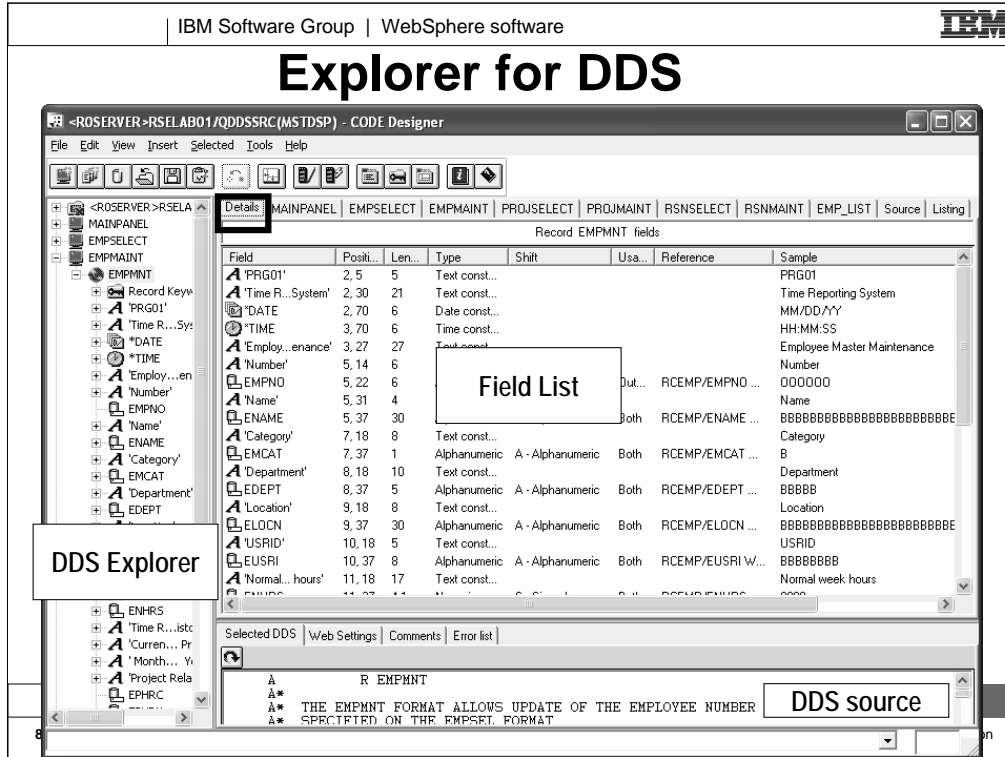 IBM Software Group | WebSphere software
IBM
Explorer for DDS
<R0SERVER>RSELAB01/QDDSSRC(MSTDSP) - CODE Designer
File Edit View Insert Selected Tools Help
<R0SERVER>RSELA
MAINPANEL
EMPSELECT
EMPMAINT
EMPMNT
Record Keyw
'PRG01'
'Time R...Sys
*DATE
*TIME
'Employ...en
'Number'
EMPNO
'Name'
ENAME
'Category'
EMCAT
'Department'
EDEPT
DDS Explorer
ENHRS
'Time R...istc
'Curren... Pr
' Month... Ye
'Project Rela
EPHRC
Details MAINPANEL EMPSELECT EMPMAINT PROJSELECT PROJMAINT RSNSELECT RSNMAINT EMP_LIST Source Listing
Record EMPMNT fields
Field Positi... Len... Type Shift Usa... Reference Sample
'PRG01' 2, 5 5 Text const... PRG01
'Time R...System' 2, 30 21 Text const... Time Reporting System
*DATE 2, 70 6 Date const... MM/DD/YY
*TIME 3, 70 6 Time const... HH:MM:SS
'Employ...enance' 3, 27 27 Text const... Employee Master Maintenance
'Number' 5, 14 6 Number
EMPNO 5, 22 6 Out... RCEMP/EMPNO ... OOOOOO
'Name' 5, 31 4 Name
ENAME 5, 37 30 Both RCEMP/ENAME ... BBBBBBBBBBBBBBBBBBBBBBBBBB
Field List
'Category' 7, 18 8 Text const... Category
EMCAT 7, 37 1 Alphanumeric A - Alphanumeric Both RCEMP/EMCAT ... B
'Department' 8, 18 10 Text const... Department
EDEPT 8, 37 5 Alphanumeric A - Alphanumeric Both RCEMP/EDEPT ... BBBBB
'Location' 9, 18 8 Text const... Location
ELOCN 9, 37 30 Alphanumeric A - Alphanumeric Both RCEMP/ELOCN ... BBBBBBBBBBBBBBBBBBBBBBBBBB
'USRID' 10, 18 5 Text const... USRID
EUSRI 10, 37 8 Alphanumeric A - Alphanumeric Both RCEMP/EUSRI W... BBBBBBBB
'Normal... hours' 11, 18 17 Text const... Normal week hours
Selected DDS Web Settings Comments Error list
A R EMPMNT
A*
A* THE EMPMNT FORMAT ALLOWS UPDATE OF THE EMPLOYEE NUMBER
A* SPECIFIED ON THE EMPSEL FORMAT
DDS source
8